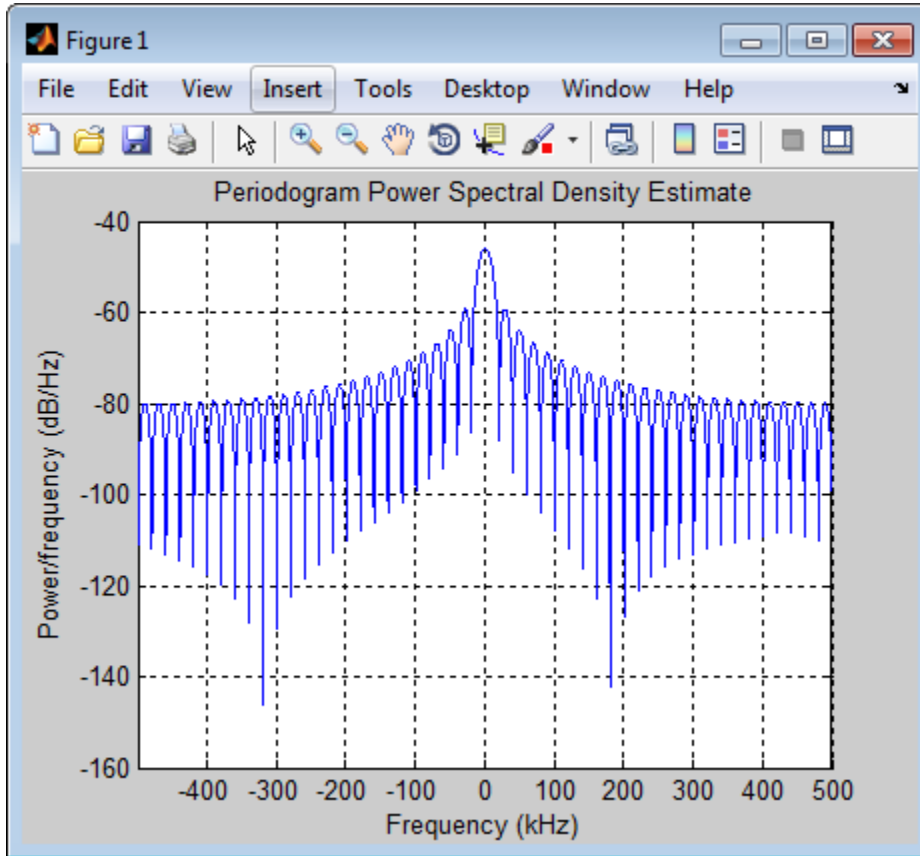 Figure 1
File Edit View Insert Tools Desktop Window Help
Periodogram Power Spectral Density Estimate
-40
-60
-80
-100
-120
-140
-160
Power/frequency (dB/Hz)
-400 -300 -200 -100 0 100 200 300 400 500
Frequency (kHz)